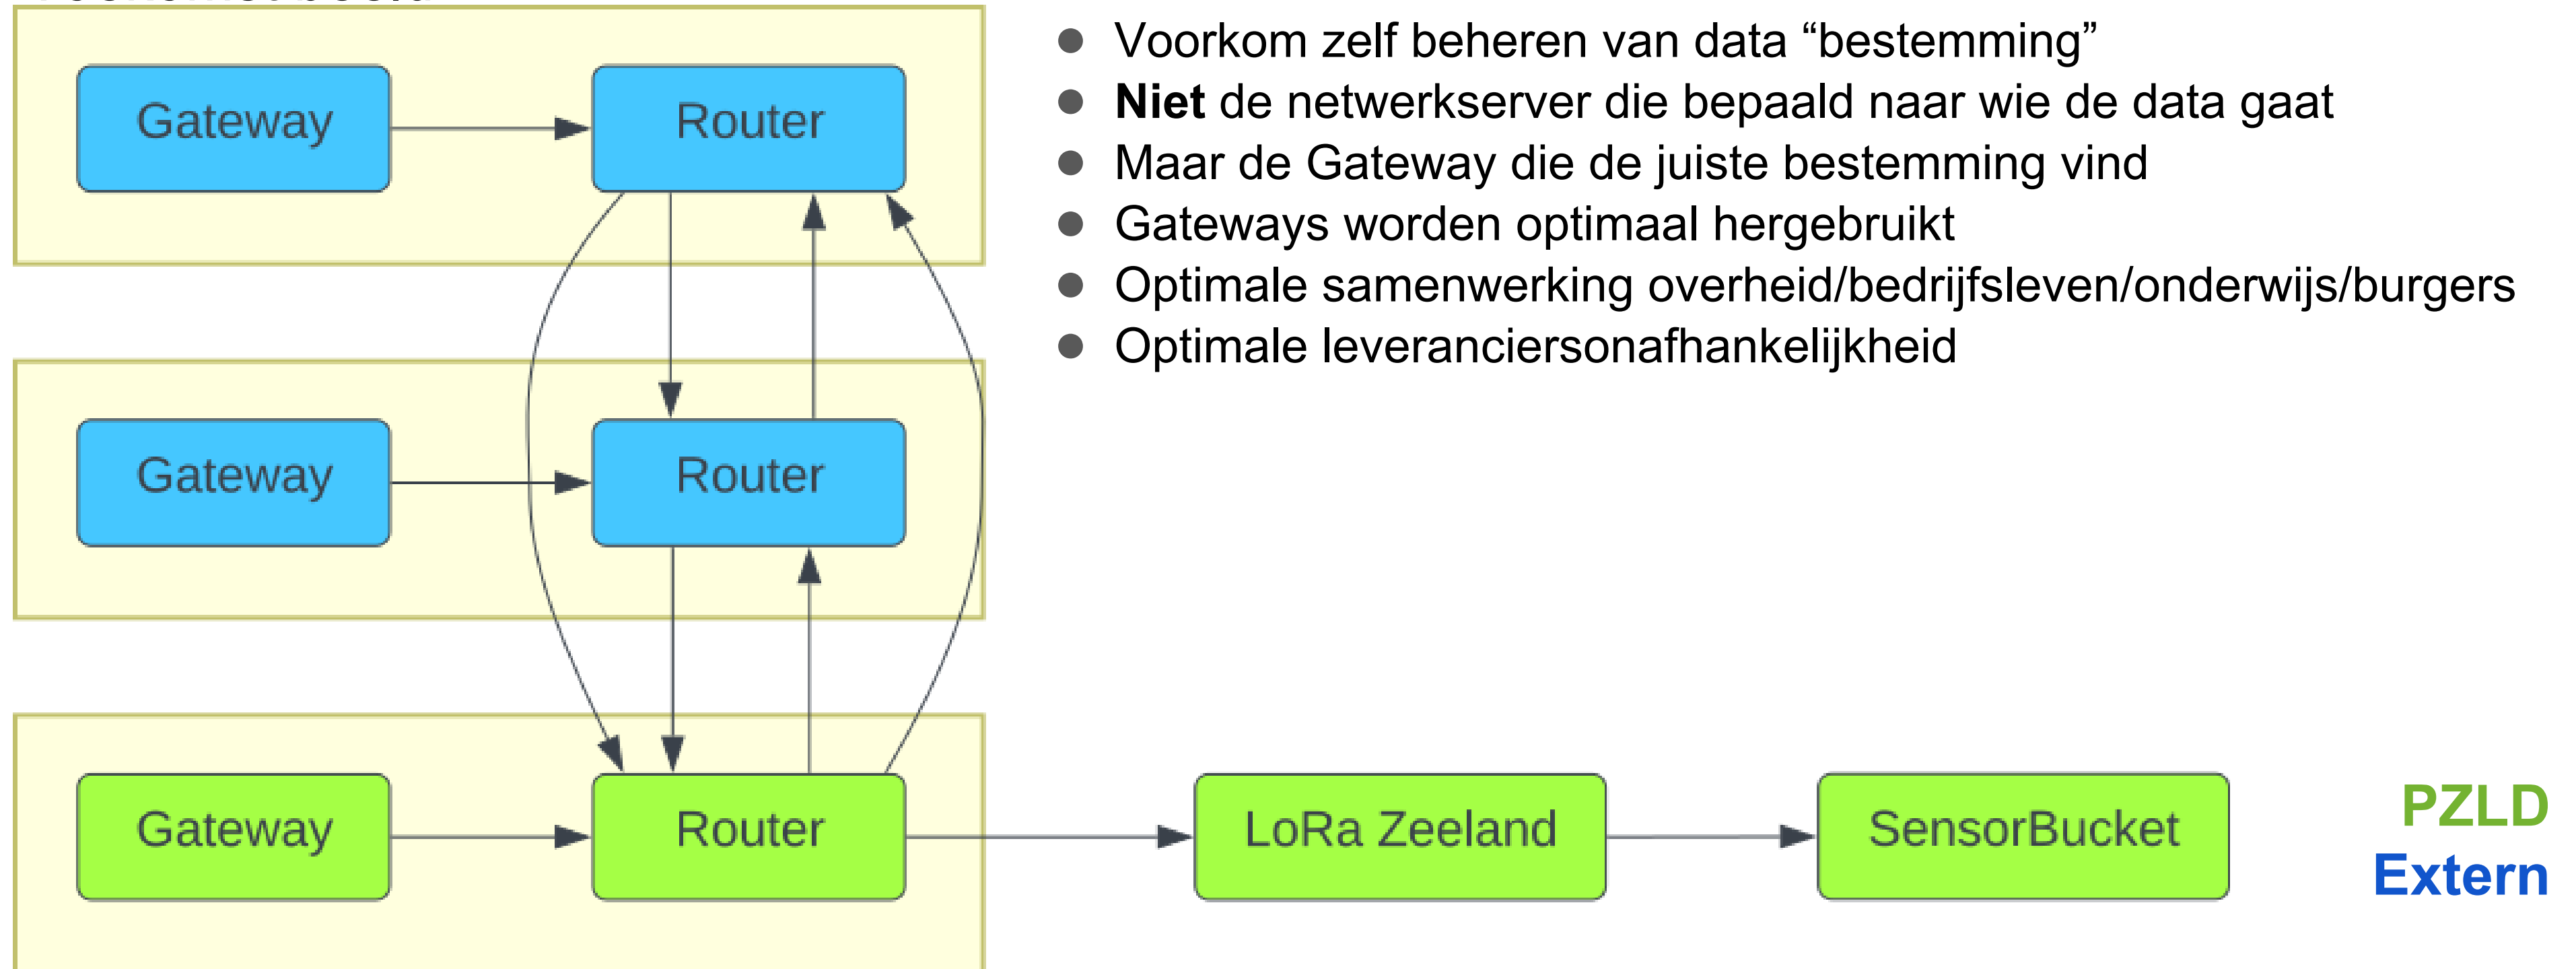 Gateway
Router
Gateway
Router
Gateway
Router
LoRa Zeeland
SensorBucket
● Voorkom zelf beheren van data “bestemming”
● Niet de netwerkserver die bepaald naar wie de data gaat
● Maar de Gateway die de juiste bestemming vind
● Gateways worden optimaal hergebruikt
● Optimale samenwerking overheid/bedrijfsleven/onderwijs/burgers
● Optimale leveranciersonafhankelijkheid
PZLD
Extern